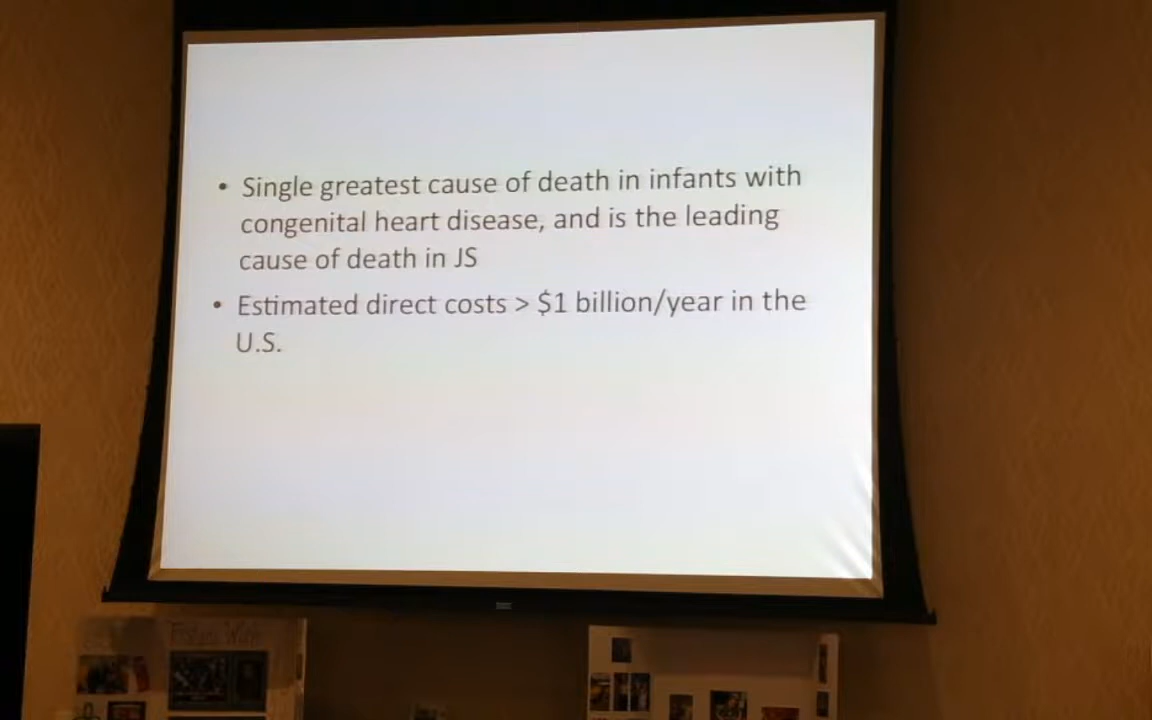 • Single greatest cause of death in infants with
congenital heart disease, and is the leading
cause of death in JS
• Estimated direct costs > $1 billion/year in the
U.S.